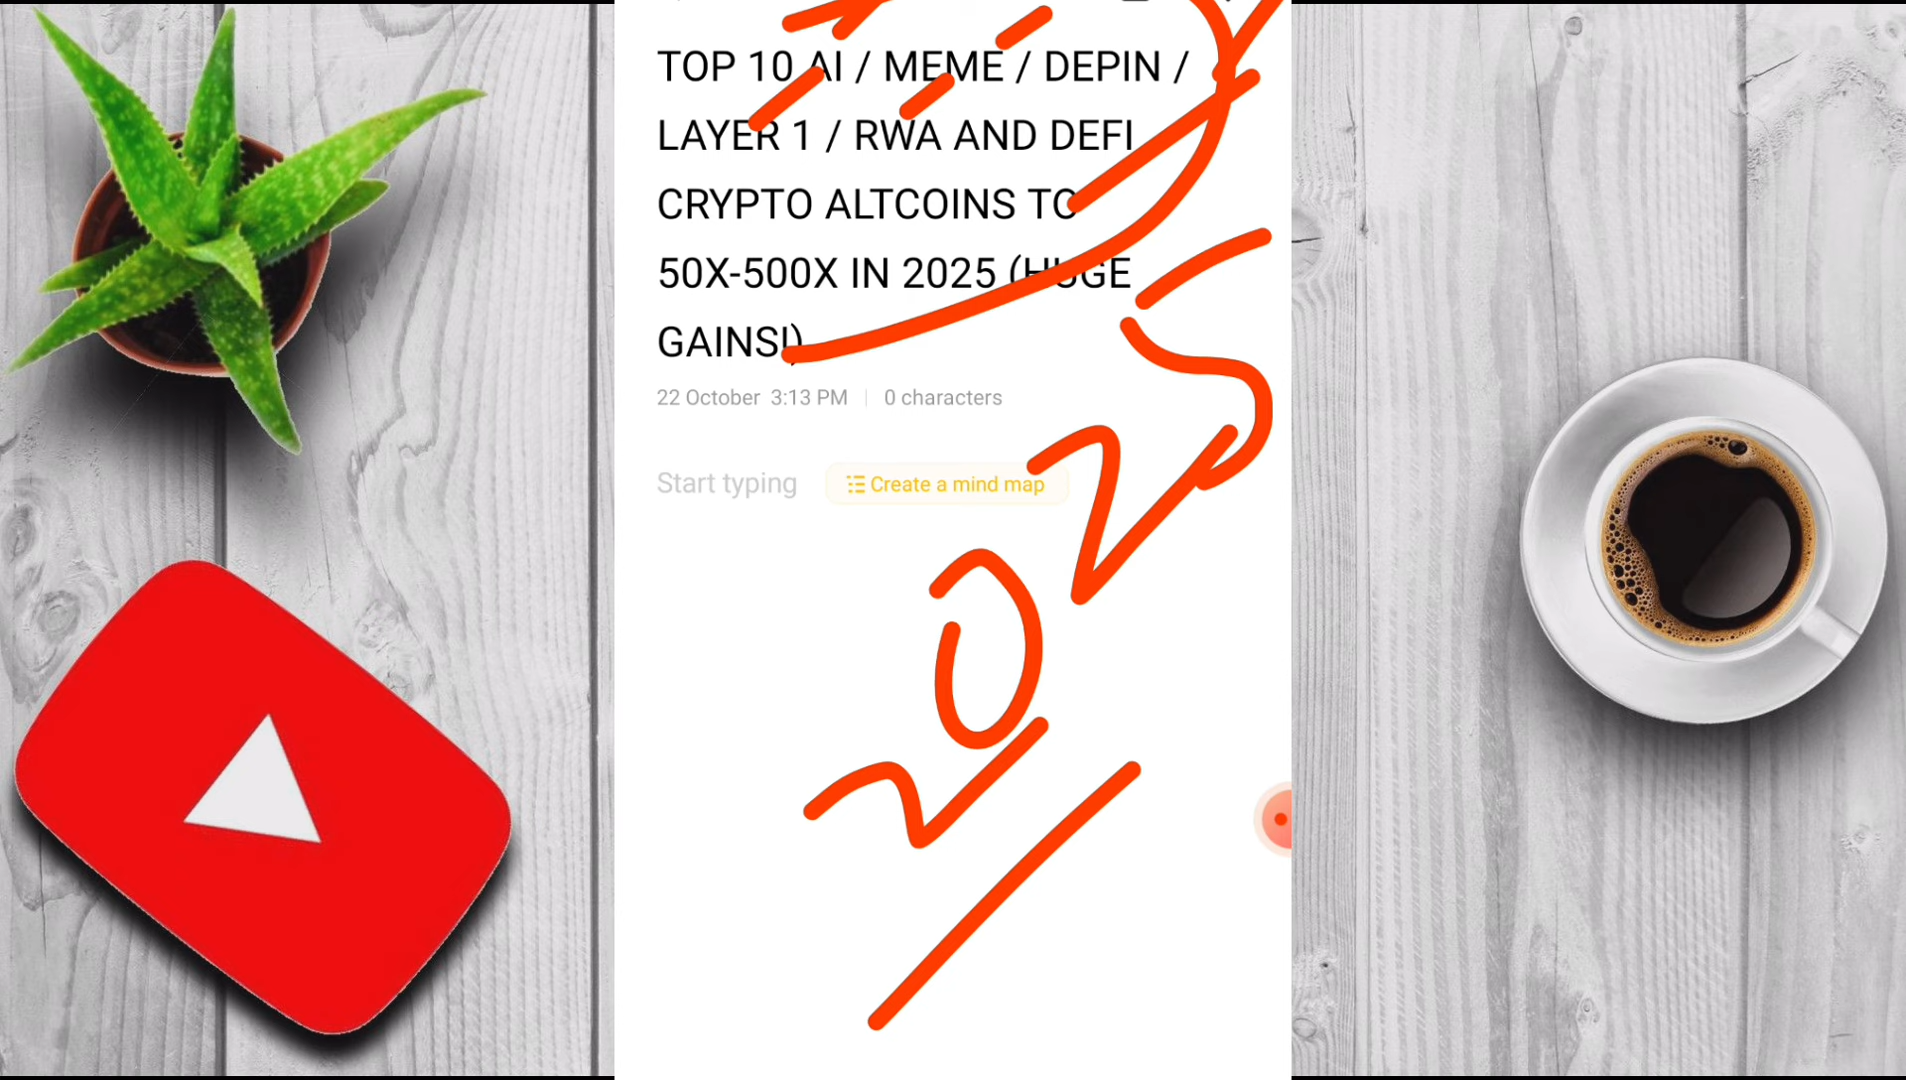 TOP 10 AI / MEME / DEPIN /
LAYER 1 / RWA AND DEFI
CRYPTO ALTCOINS TO
50X-500X IN 2025 (HUGE
GAINS!)
22 October 3:13 PM | 0 characters
Start typing Create a mind map
2025